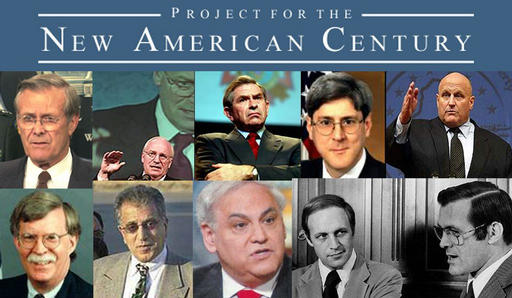 PROJECT FOR THE
NEW AMERICAN CENTURY